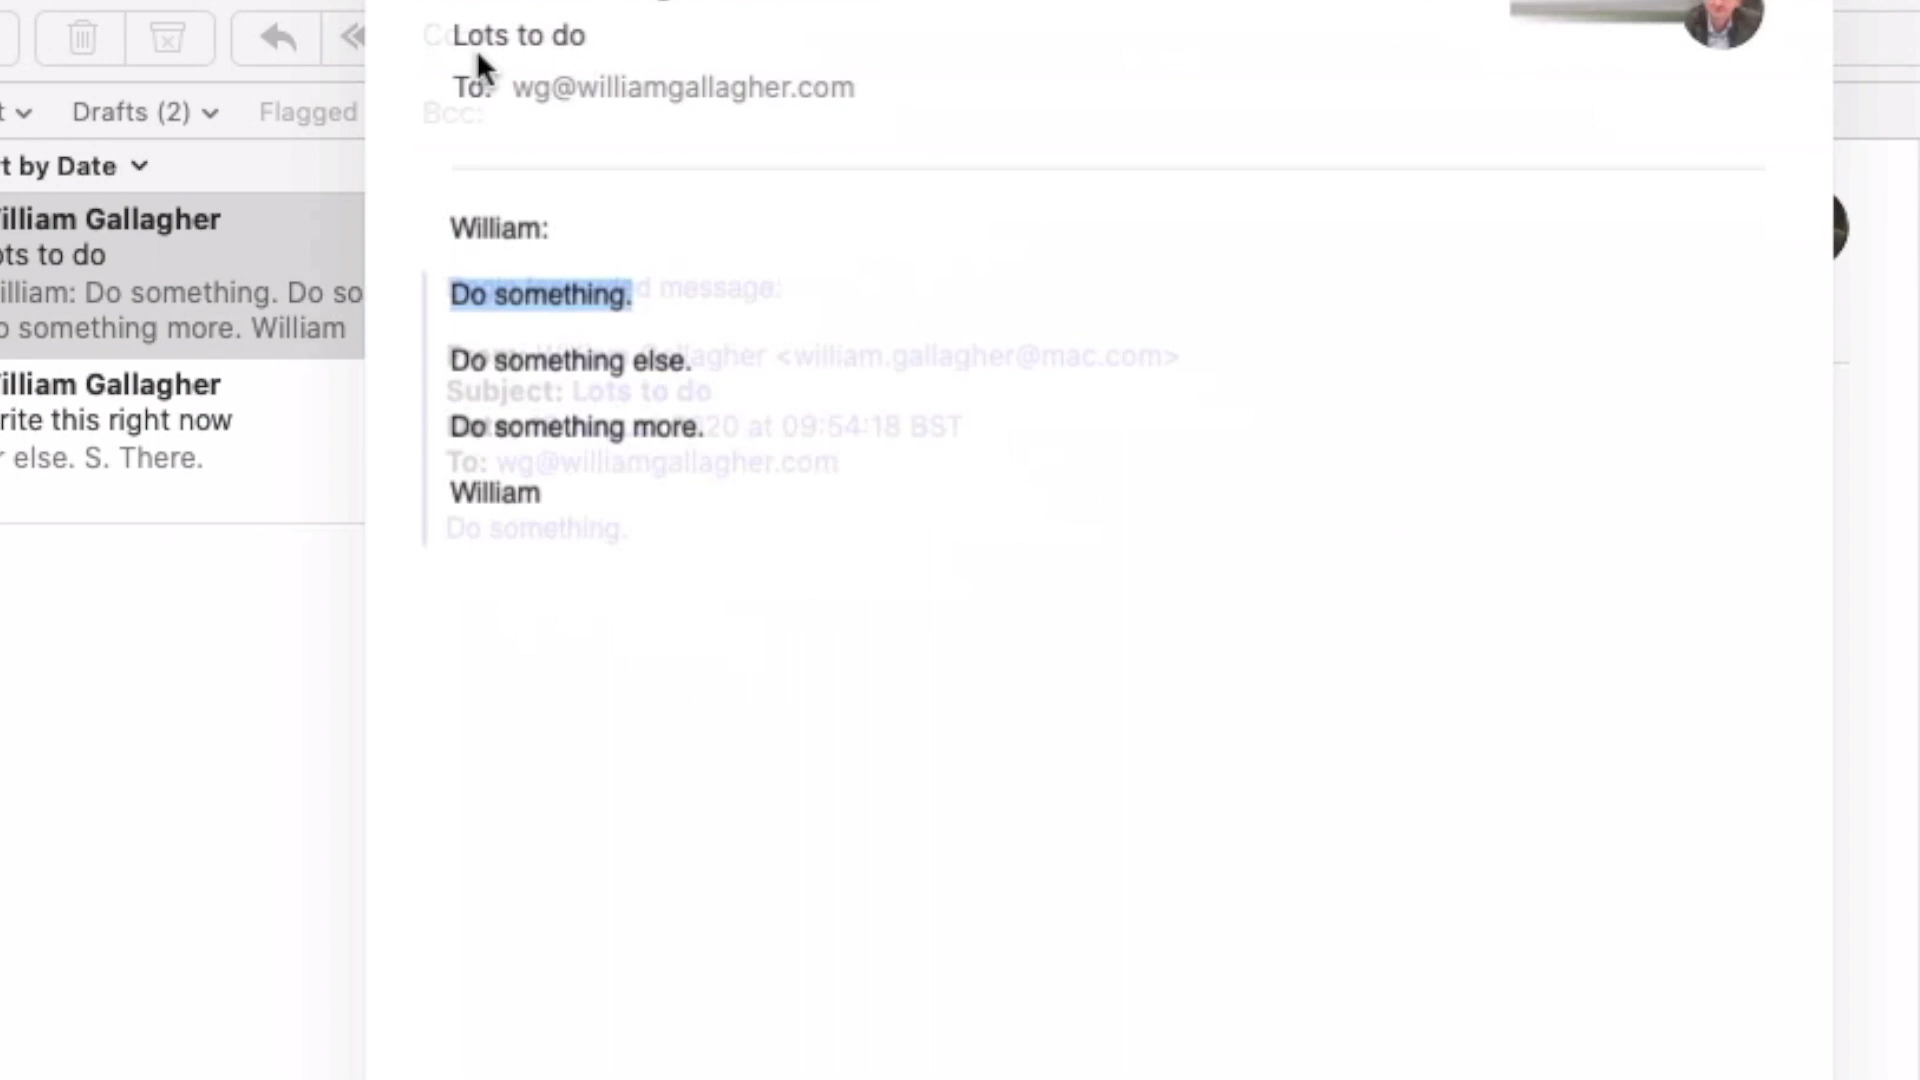 Lots to do
To: wg@williamgallagher.com
Bcc:
Drafts (2)
Flagged
t by Date
illiam Gallagher
ots to do
illiam: Do something. Do so
o something more. William
illiam Gallagher
rite this right now
r else. S. There.
William:
Do something.
d message:
Do something else.
llagher <william.gallagher@mac.com>
Subject: Lots to do
Do something more.
20 at 09:54:18 BST
To: wg@williamgallagher.com
William
Do something.